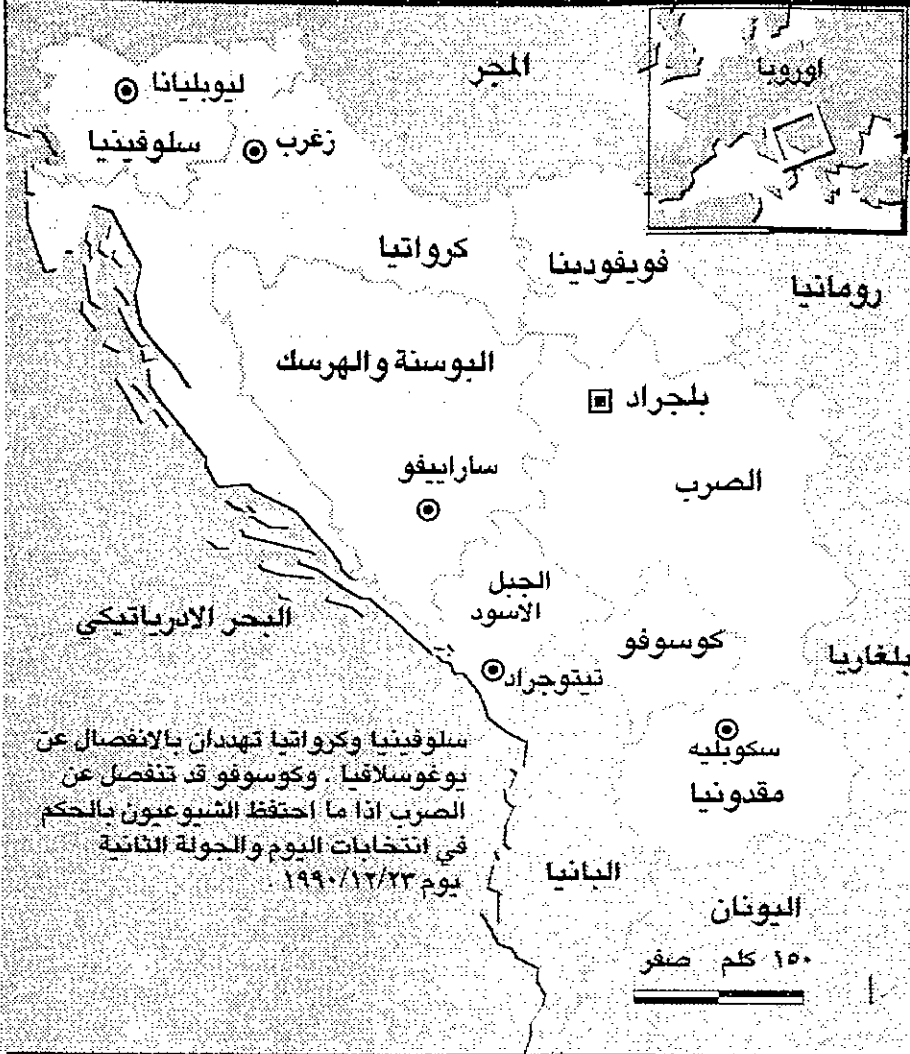 المجر
اوروبا
ليوبليانا
زغرب
سلوفينيا
كرواتيا
فويفودينا
رومانيا
البوسنة والهرسك
بلجراد
ساراييفو
الصرب
الجبل
الاسود
البحر الادرياتيكي
كوسوفو
بلغاريا
تيتوجراد
سكوبليه
مقدونيا
سلوفينيا وكرواتيا تهددان بالانفصال عن
يوغوسلافيا . وكوسوفو قد تنفصل عن
الصرب اذا ما احتفظ الشيوعيون بالحكم
في انتخابات اليوم والجولة الثانية
يوم ١٩٩٠/١٢/٢٣ .
البانيا
اليونان
١٥٠ كلم صفر